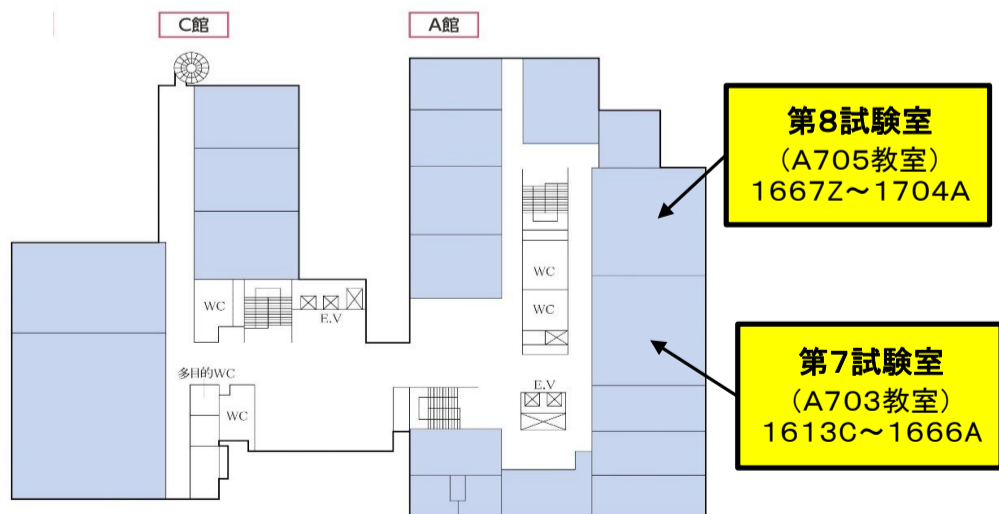 C館
A館
第8試験室
（A705教室）
1667Z～1704A
WC
WC
WC
E.V
第7試験室
（A703教室）
1613C～1666A
多目的WC
WC
E.V